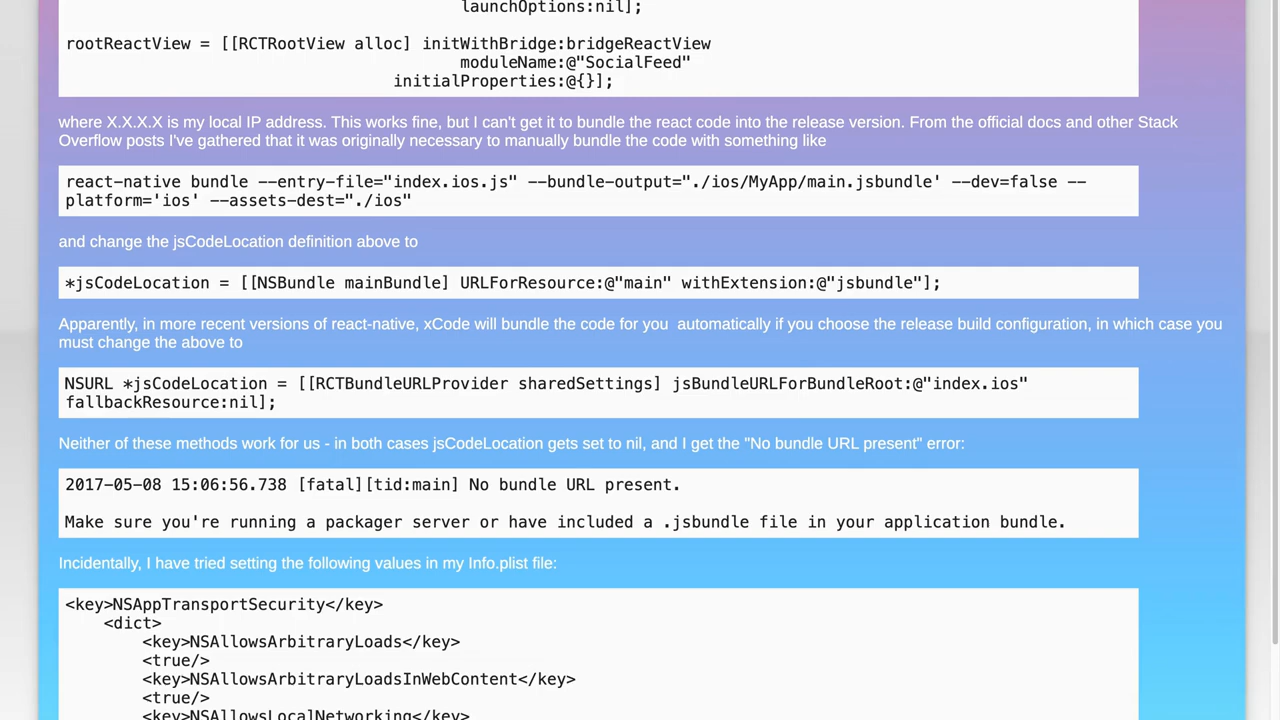 launchOptions:nil];
rootReactView = [[RCTRootView alloc] initWithBridge:bridgeReactView
moduleName:@"SocialFeed"
initialProperties:@{}];
where X.X.X.X is my local IP address. This works fine, but I can't get it to bundle the react code into the release version. From the official docs and other Stack
Overflow posts I've gathered that it was originally necessary to manually bundle the code with something like
react-native bundle --entry-file="index.ios.js" --bundle-output="./ios/MyApp/main.jsbundle' --dev=false --
platform='ios' --assets-dest="./ios"
and change the jsCodeLocation definition above to
*jsCodeLocation = [[NSBundle mainBundle] URLForResource:@"main" withExtension:@"jsbundle"];
Apparently, in more recent versions of react-native, xCode will bundle the code for you  automatically if you choose the release build configuration, in which case you
must change the above to
NSURL *jsCodeLocation = [[RCTBundleURLProvider sharedSettings] jsBundleURLForBundleRoot:@"index.ios"
fallbackResource:nil];
Neither of these methods work for us - in both cases jsCodeLocation gets set to nil, and I get the "No bundle URL present" error:
2017-05-08 15:06:56.738 [fatal][tid:main] No bundle URL present.
Make sure you're running a packager server or have included a .jsbundle file in your application bundle.
Incidentally, I have tried setting the following values in my Info.plist file:
<key>NSAppTransportSecurity</key>
<dict>
<key>NSAllowsArbitraryLoads</key>
<true/>
<key>NSAllowsArbitraryLoadsInWebContent</key>
<true/>
<key>NSAllowsLocalNetworking</key>